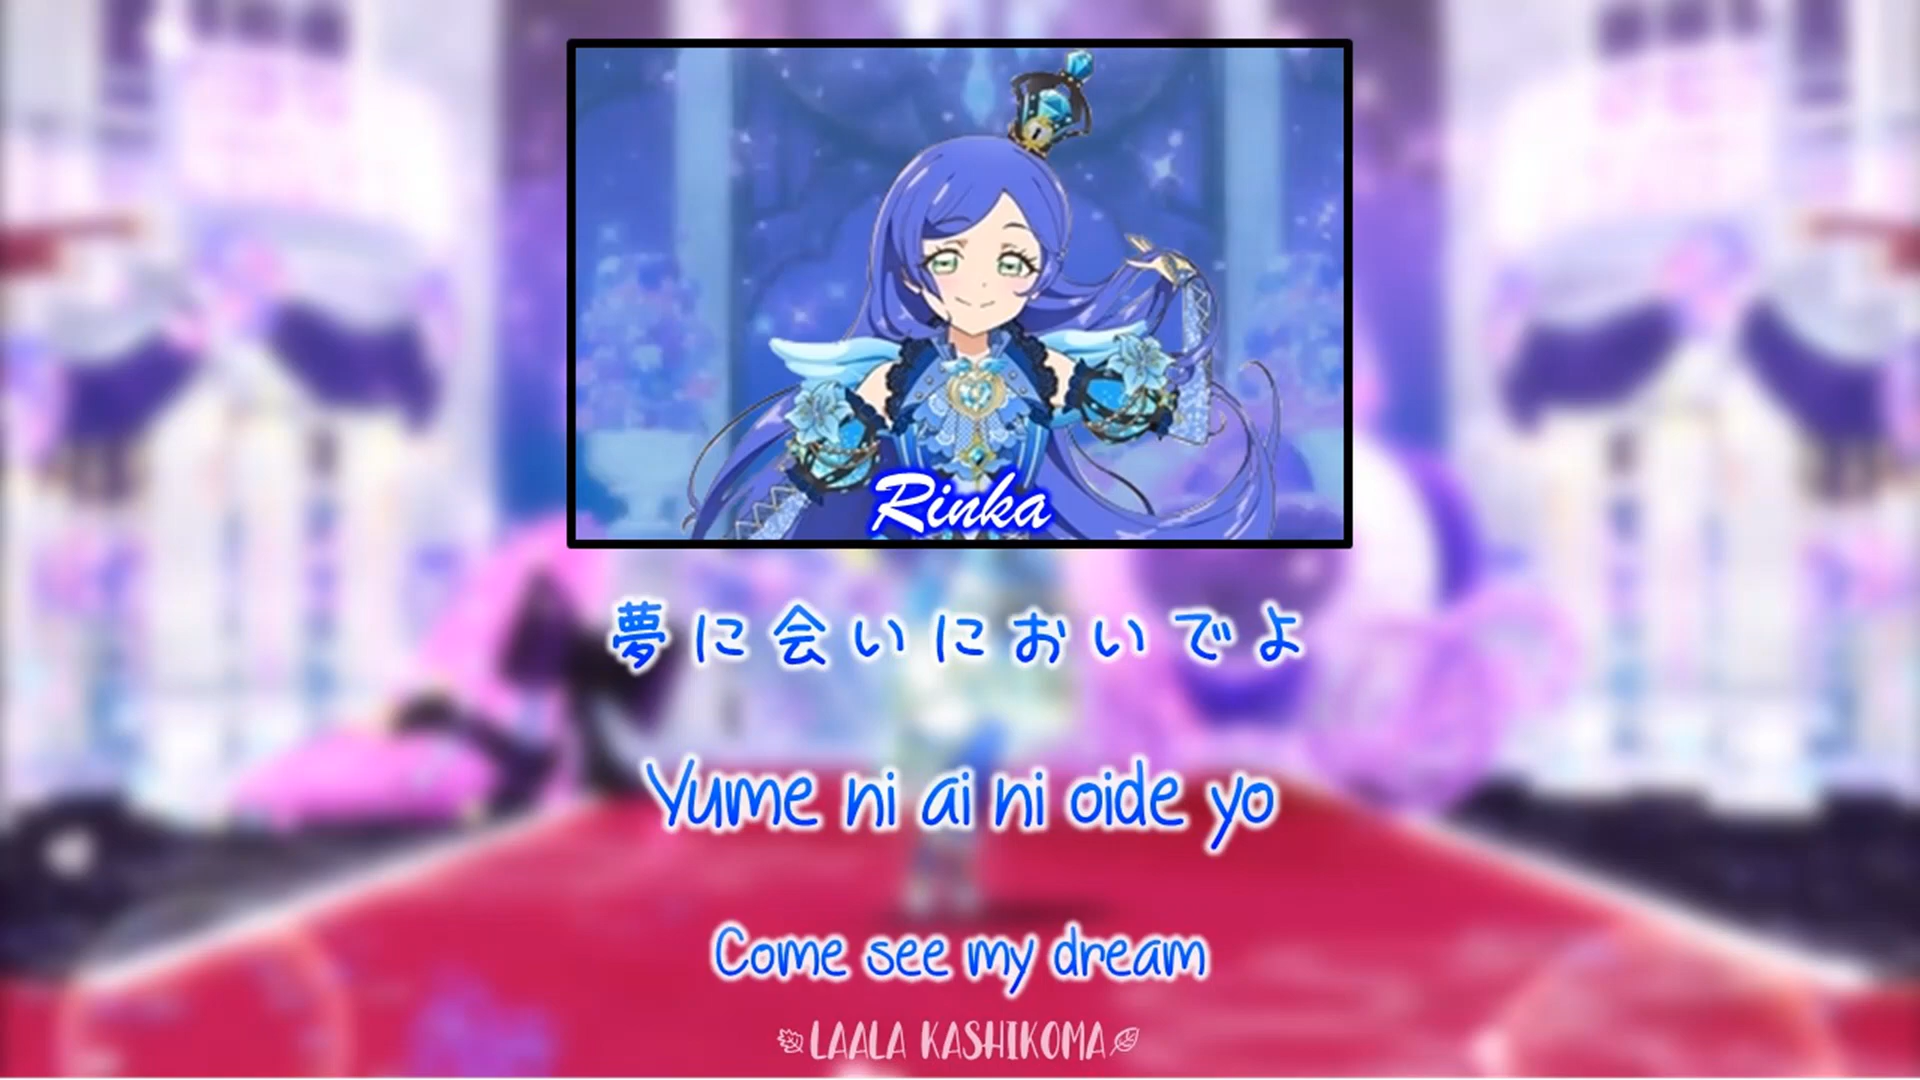 Rinka
夢に会いにおいでよ
Yume ni ai ni oide yo
Come see my dream
LAALA KASHIKOMA